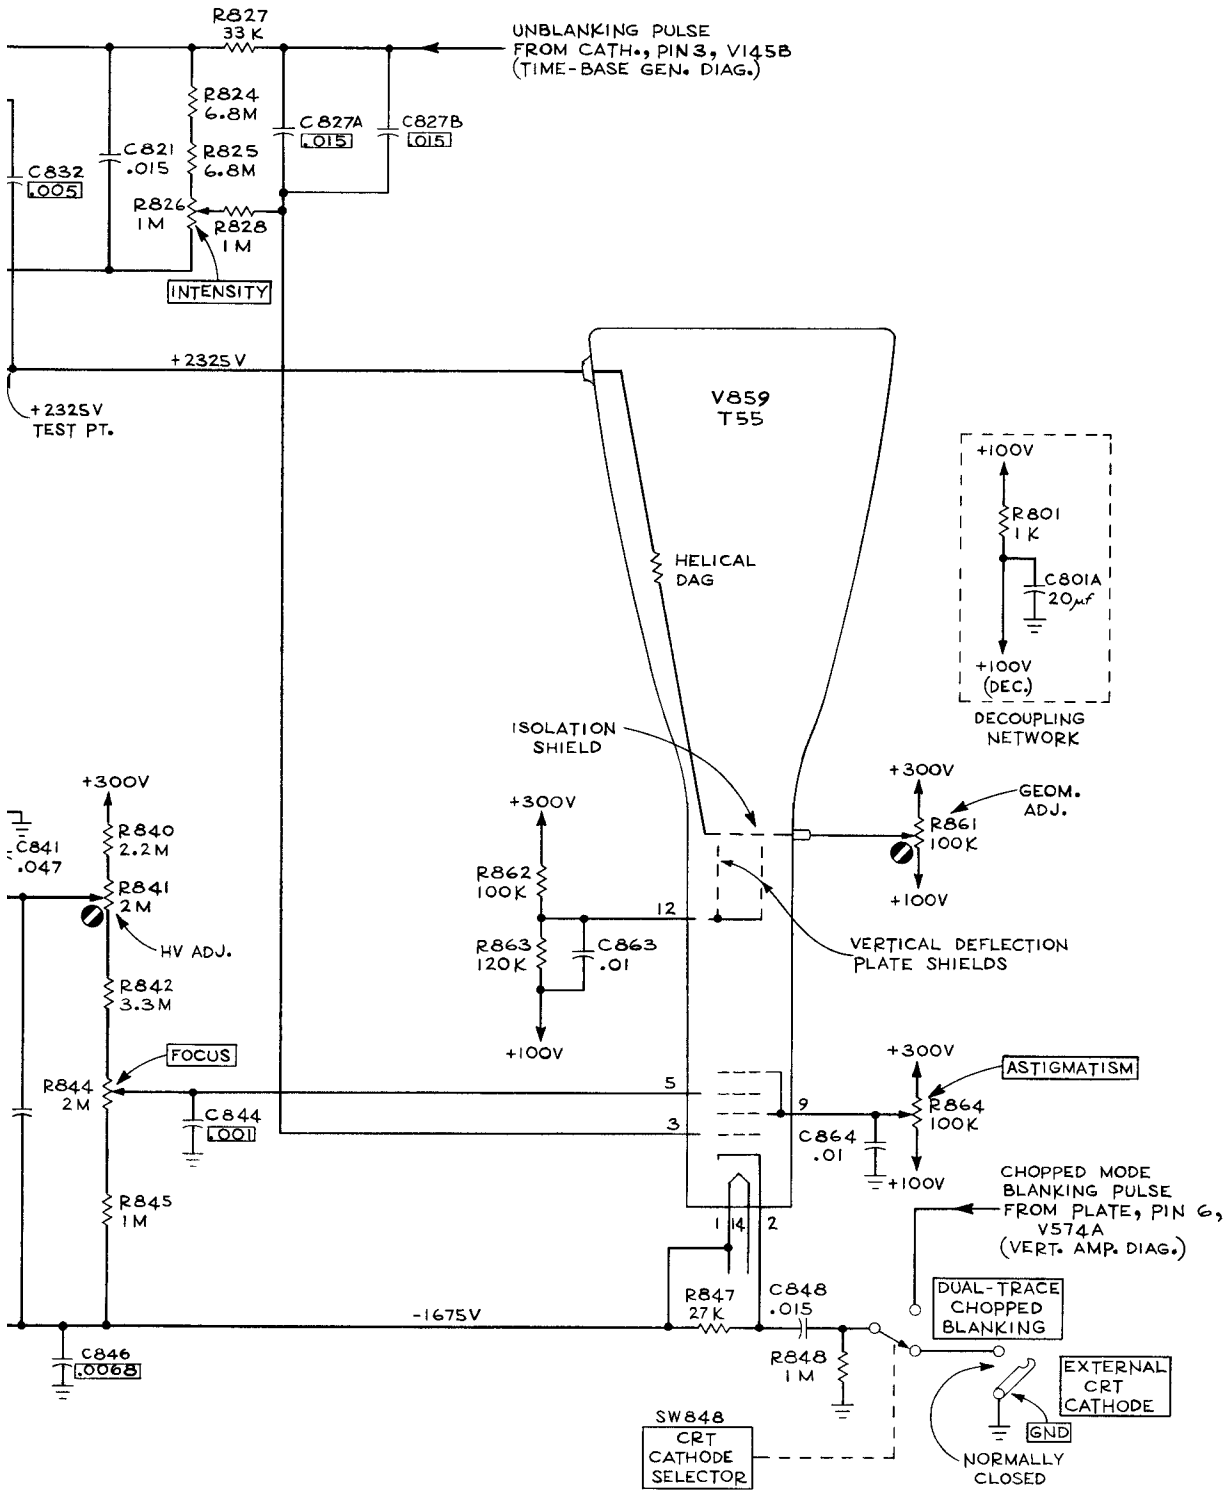 R827
33 K
UNBLANKING PULSE
FROM CATH., PIN 3, V145B
(TIME-BASE GEN. DIAG.)
R824
6.8M
C827A
.015
C827B
.015
C821
.015
R825
6.8M
C832
.005
R826
1M
R828
1M
INTENSITY
+2325V
+2325V
TEST PT.
V859
T55
+100V
R801
1K
C801A
20μf
+100V
(DEC.)
DECOUPLING
NETWORK
HELICAL
DAG
ISOLATION
SHIELD
+300V
R840
2.2M
C841
.047
R841
2M
HV ADJ.
+300V
R862
100K
12
R863
120K
C863
.01
+100V
+300V
GEOM.
ADJ.
R861
100K
+100V
VERTICAL DEFLECTION
PLATE SHIELDS
R842
3.3M
FOCUS
R844
2M
C844
.001
5
3
9
+300V
ASTIGMATISM
R864
100K
C864
.01
+100V
R845
1M
1
14
2
CHOPPED MODE
BLANKING PULSE
FROM PLATE, PIN 6,
V574A
(VERT. AMP. DIAG.)
-1675V
C846
.0068
R847
27K
C848
.015
R848
1M
DUAL-TRACE
CHOPPED
BLANKING
EXTERNAL
CRT
CATHODE
GND
NORMALLY
CLOSED
SW848
CRT
CATHODE
SELECTOR